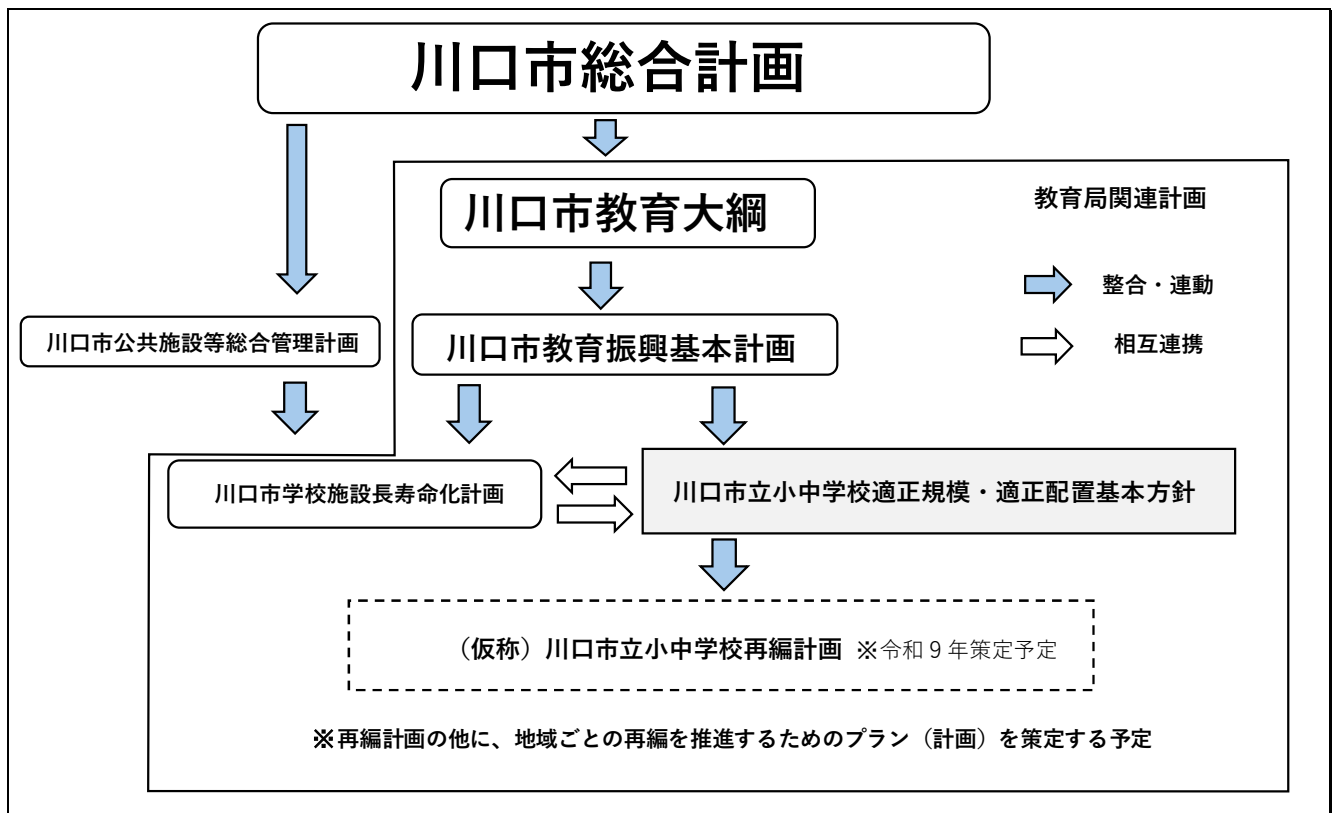 川口市総合計画
川口市教育大綱
教育局関連計画
整合・連動
相互連携
川口市公共施設等総合管理計画
川口市教育振興基本計画
川口市学校施設長寿命化計画
川口市立小中学校適正規模・適正配置基本方針
（仮称）川口市立小中学校再編計画 ※令和９年策定予定
※再編計画の他に、地域ごとの再編を推進するためのプラン（計画）を策定する予定